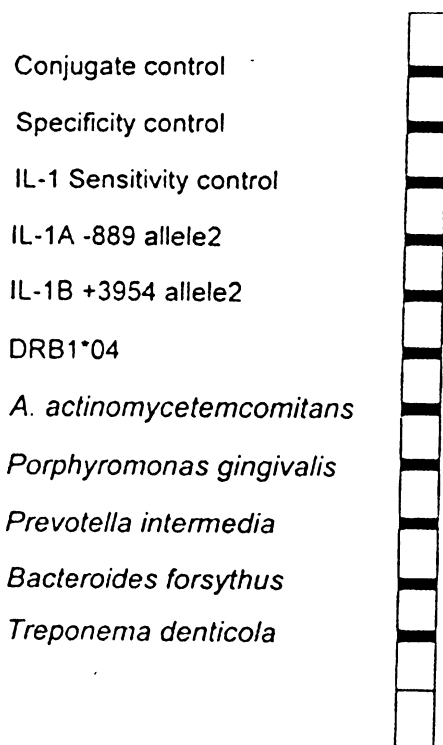 Conjugate control
Specificity control
IL-1 Sensitivity control
IL-1A -889 allele2
IL-1B +3954 allele2
DRB1*04
A. actinomycetemcomitans
Porphyromonas gingivalis
Prevotella intermedia
Bacteroides forsythus
Treponema denticola